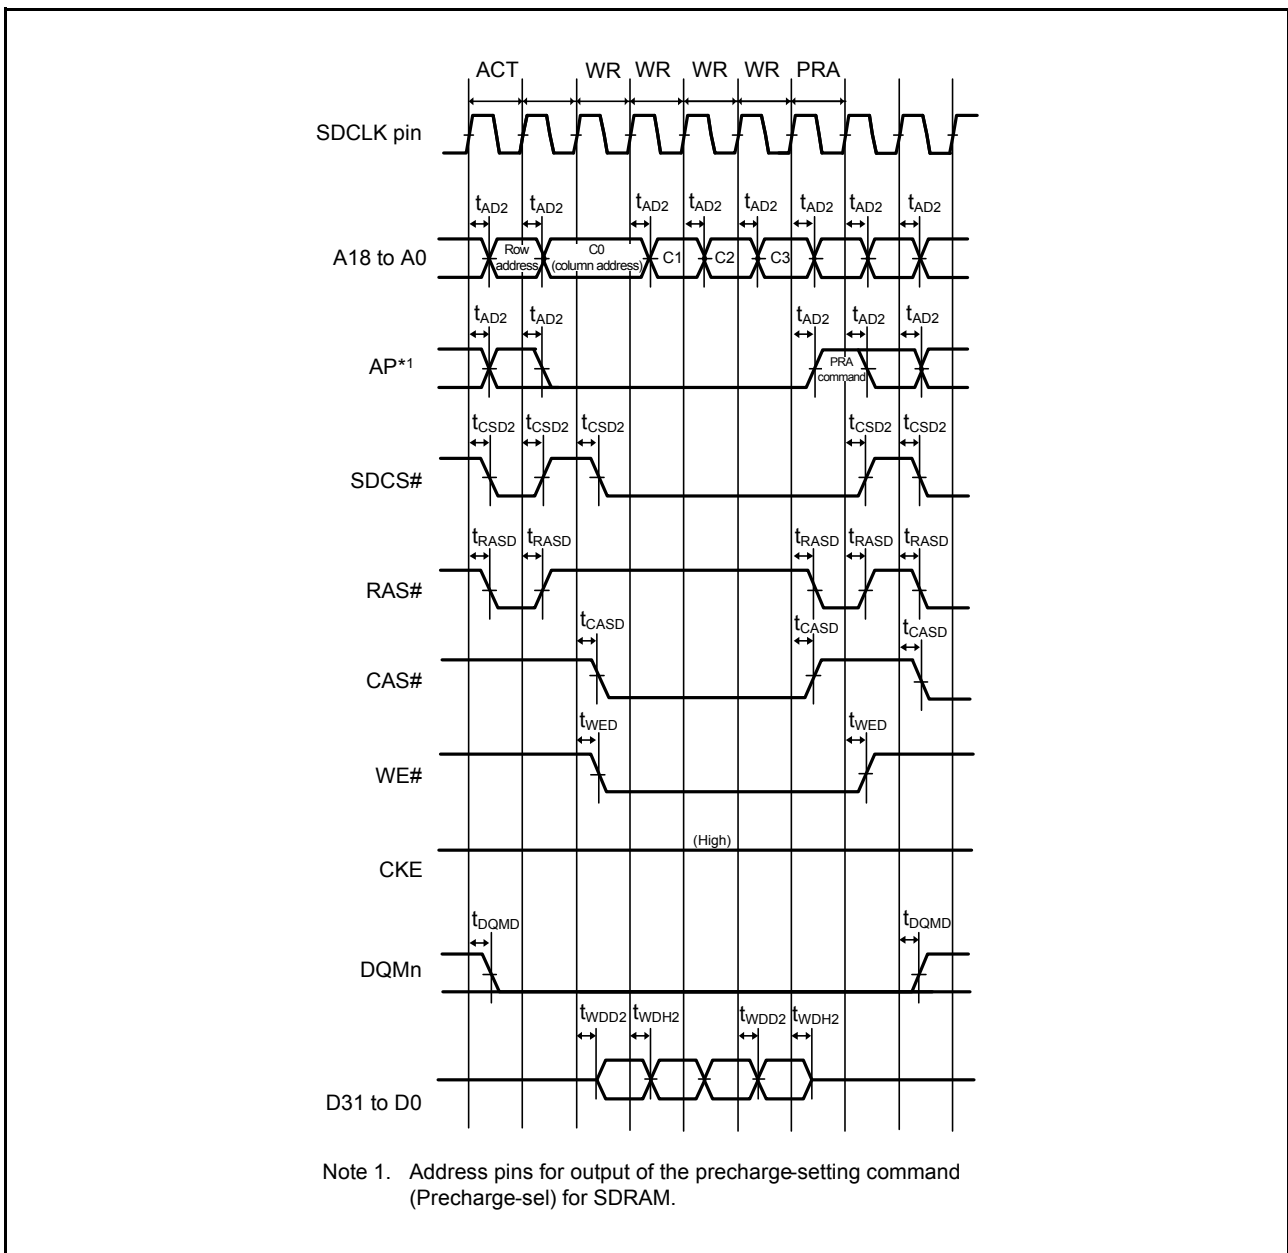 ACT WR WR WR WR PRA
SDCLK pin
tAD2 tAD2 tAD2 tAD2 tAD2 tAD2 tAD2 tAD2
A18 to A0
Row address
C0 (column address)
C1
C2
C3
tAD2 tAD2 tAD2 tAD2 tAD2
AP*1
PRA command
tCSD2 tCSD2 tCSD2 tCSD2 tCSD2
SDCS#
tRASD tRASD tRASD tRASD tRASD
RAS#
tCASD tCASD tCASD
CAS#
tWED tWED
WE#
(High)
CKE
tDQMD tDQMD
DQMn
tWDD2 tWDH2 tWDD2 tWDH2
D31 to D0
Note 1. Address pins for output of the precharge-setting command
(Precharge-sel) for SDRAM.